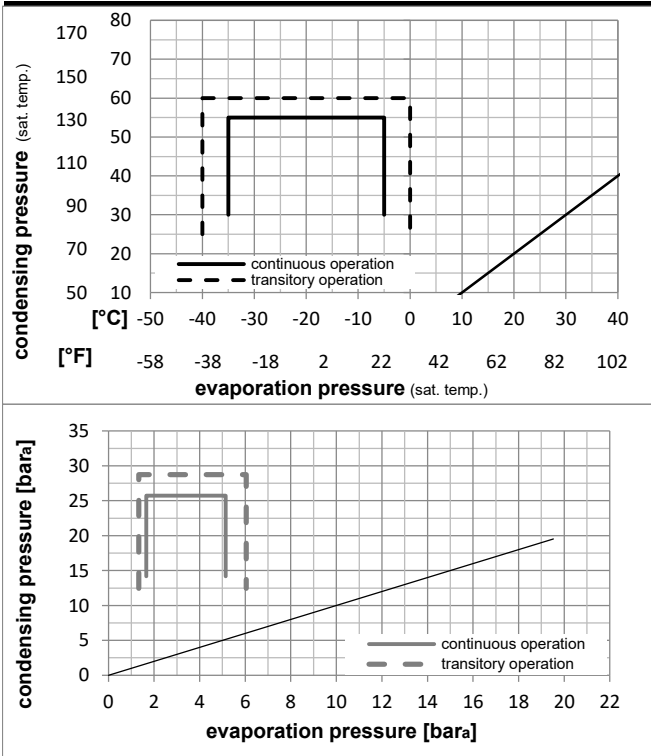 condensing pressure (sat. temp.)
170 80
70
150
60
130 50
110 40
90 30
70 20
50 10
continuous operation
transitory operation
[°C] -50 -40 -30 -20 -10 0 10 20 30 40
[°F] -58 -38 -18 2 22 42 62 82 102
evaporation pressure (sat. temp.)
condensing pressure [bara]
35
30
25
20
15
10
5
0
continuous operation
transitory operation
0 2 4 6 8 10 12 14 16 18 20 22
evaporation pressure [bara]